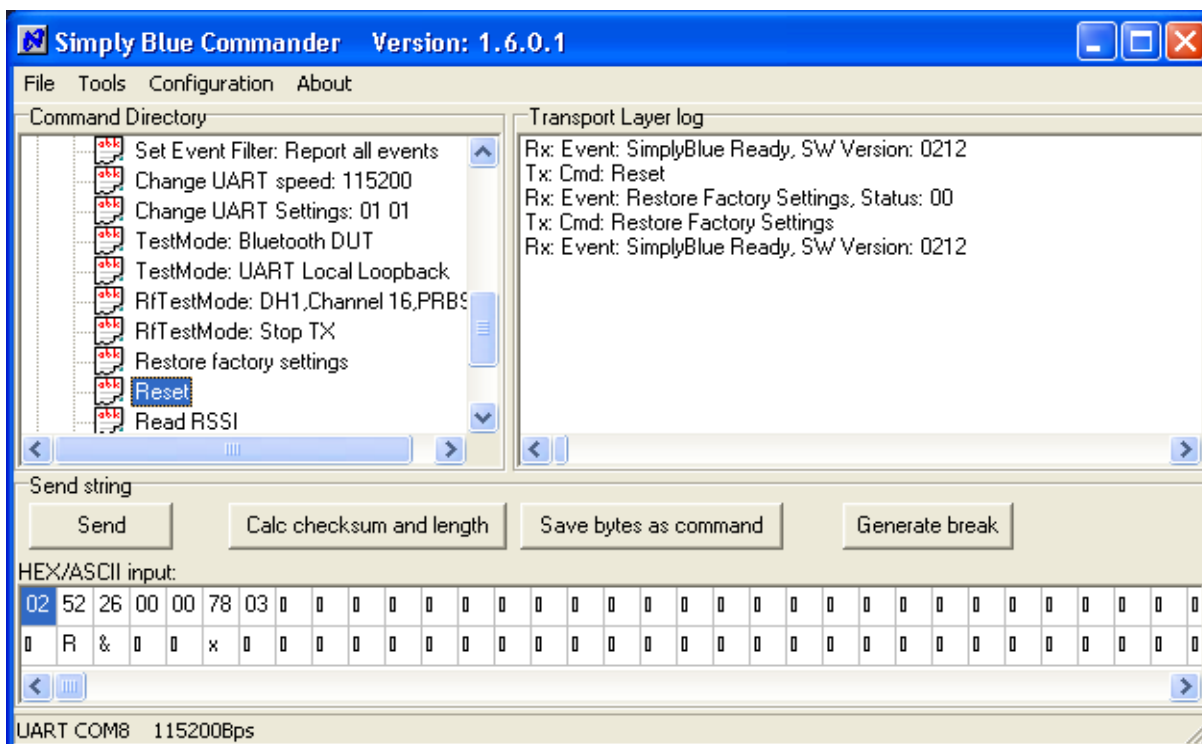 Simply Blue Commander Version: 1.6.0.1
File Tools Configuration About
Command Directory
Set Event Filter: Report all events
Change UART speed: 115200
Change UART Settings: 01 01
TestMode: Bluetooth DUT
TestMode: UART Local Loopback
RfTestMode: DH1,Channel 16,PRBS
RfTestMode: Stop TX
Restore factory settings
Reset
Read RSSI
Transport Layer log
Rx: Event: SimplyBlue Ready, SW Version: 0212
Tx: Cmd: Reset
Rx: Event: Restore Factory Settings, Status: 00
Tx: Cmd: Restore Factory Settings
Rx: Event: SimplyBlue Ready, SW Version: 0212
Send string
Send Calc checksum and length Save bytes as command Generate break
HEX/ASCII input:
02 52 26 00 00 78 03
R & x
UART COM8 115200Bps